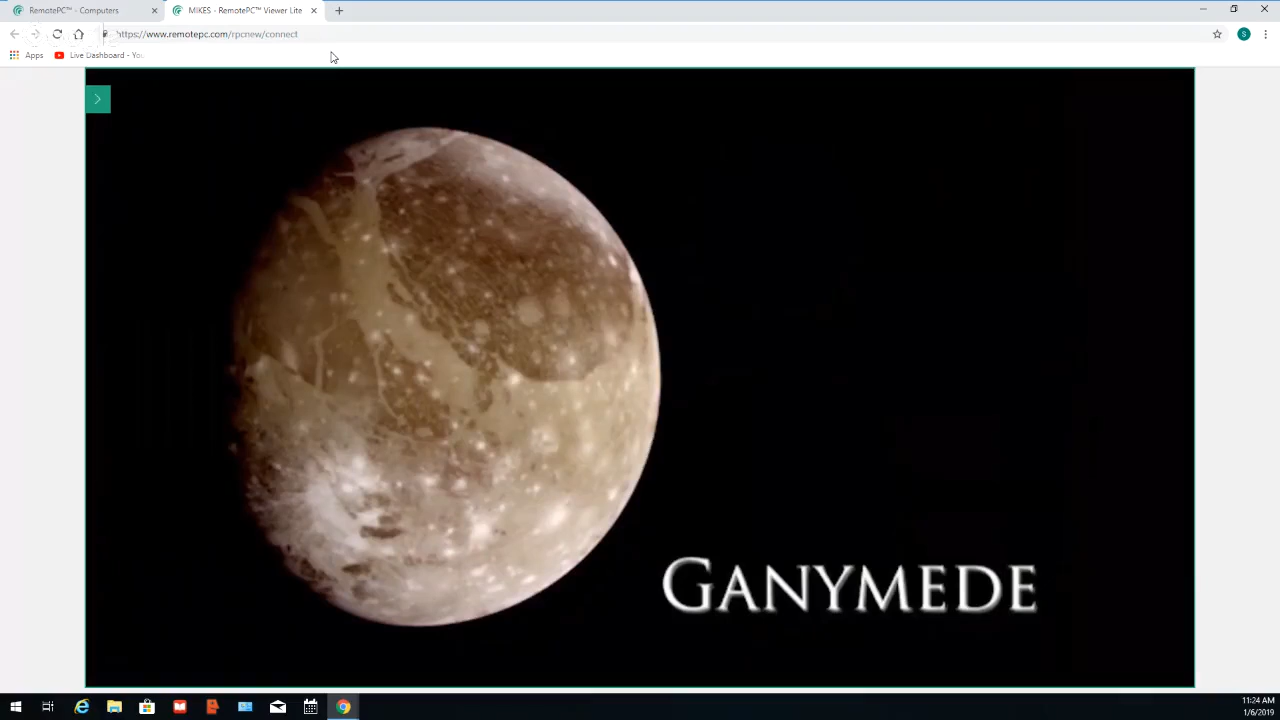 RemotePC™ - Computers
MIKES - RemotePC™ Viewer Lite
https://www.remotepc.com/rpcnew/connect
S
Apps
Live Dashboard - You
GANYMEDE
11:24 AM
1/6/2019